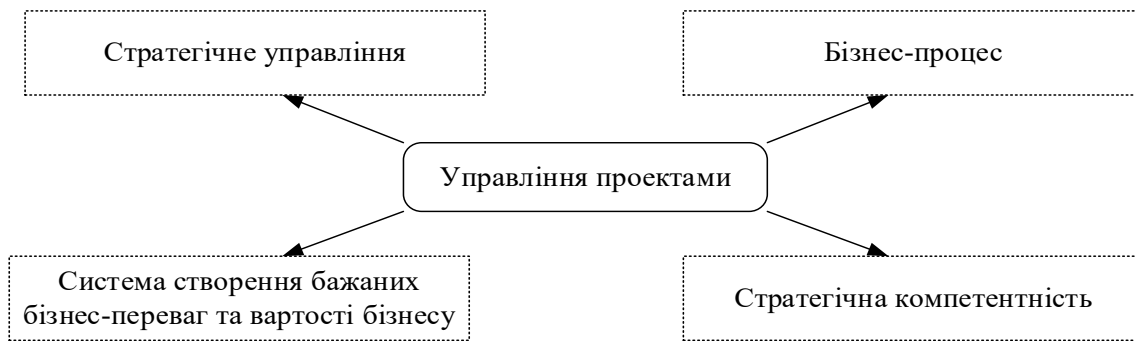 Стратегічне управління
Бізнес-процес
Управління проектами
Система створення бажаних
бізнес-переваг та вартості бізнесу
Стратегічна компетентність